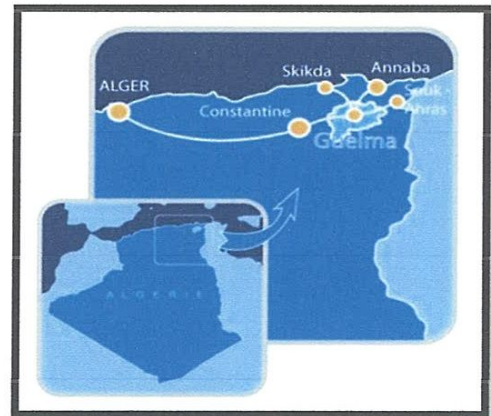 Skikda
Annaba
ALGER
Souk -
Ahras
Constantine
Guelma
ALGERIE